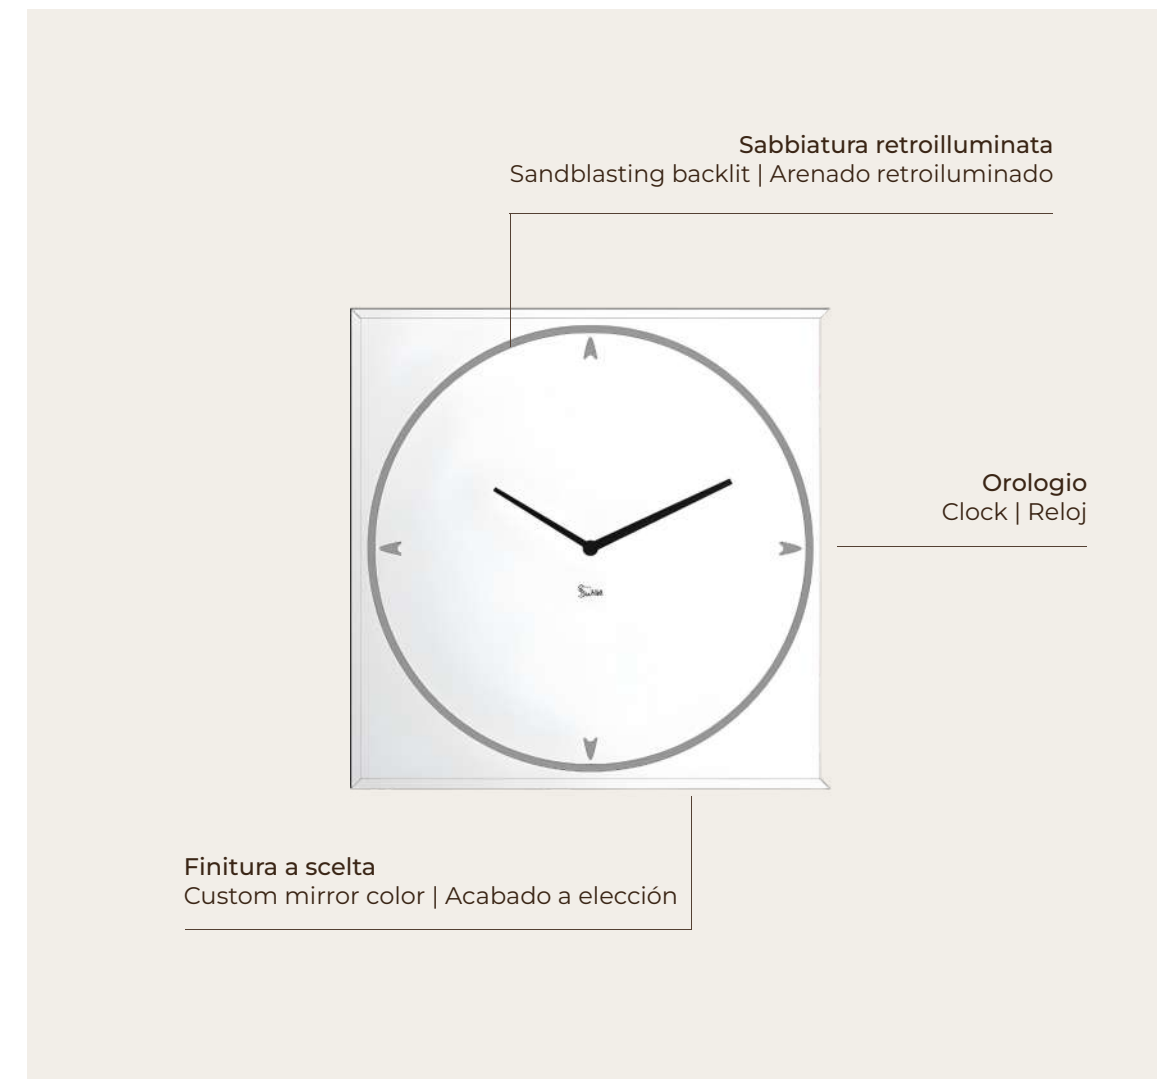 Sabbiatura retroilluminata
Sandblasting backlit | Arenado retroiluminado
Orologio
Clock | Reloj
Finitura a scelta
Custom mirror color | Acabado a elección